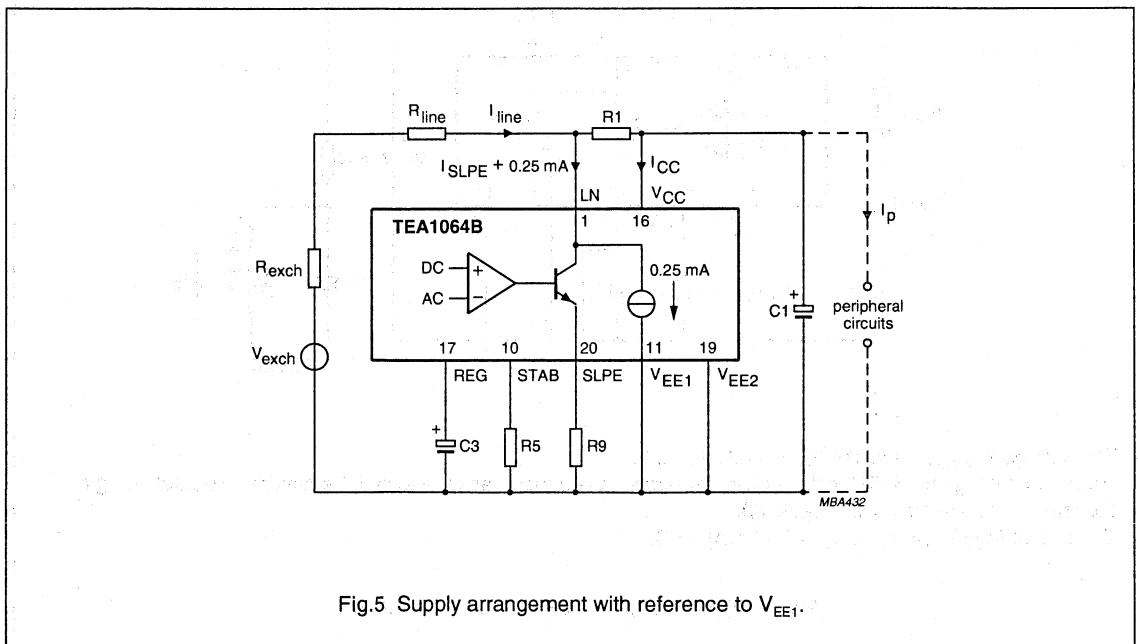 R_line I_line R1
I_SLPE + 0.25 mA I_CC
LN V_CC
1 16
TEA1064B
I_p
DC +
AC −
0.25 mA
R_exch
V_exch
+
C1
peripheral
circuits
17 10 20 11 19
REG STAB SLPE V_EE1 V_EE2
+
C3 R5 R9
MBA432
Fig.5 Supply arrangement with reference to V_EE1.